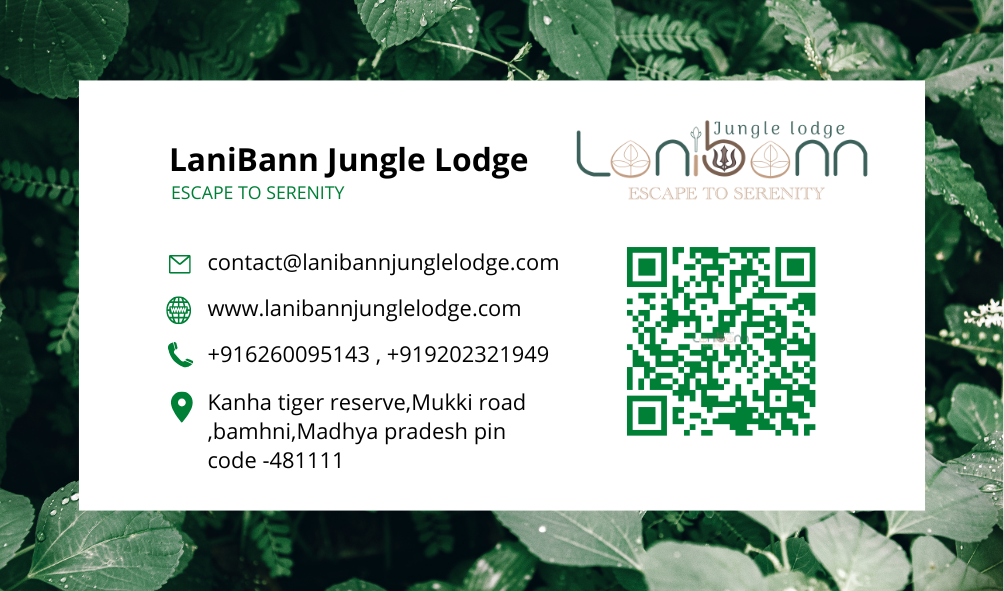 LaniBann Jungle Lodge
ESCAPE TO SERENITY
Jungle lodge
Lanibann
ESCAPE TO SERENITY
contact@lanibannjunglelodge.com
www.lanibannjunglelodge.com
+916260095143 , +919202321949
Kanha tiger reserve,Mukki road
,bamhni,Madhya pradesh pin
code -481111